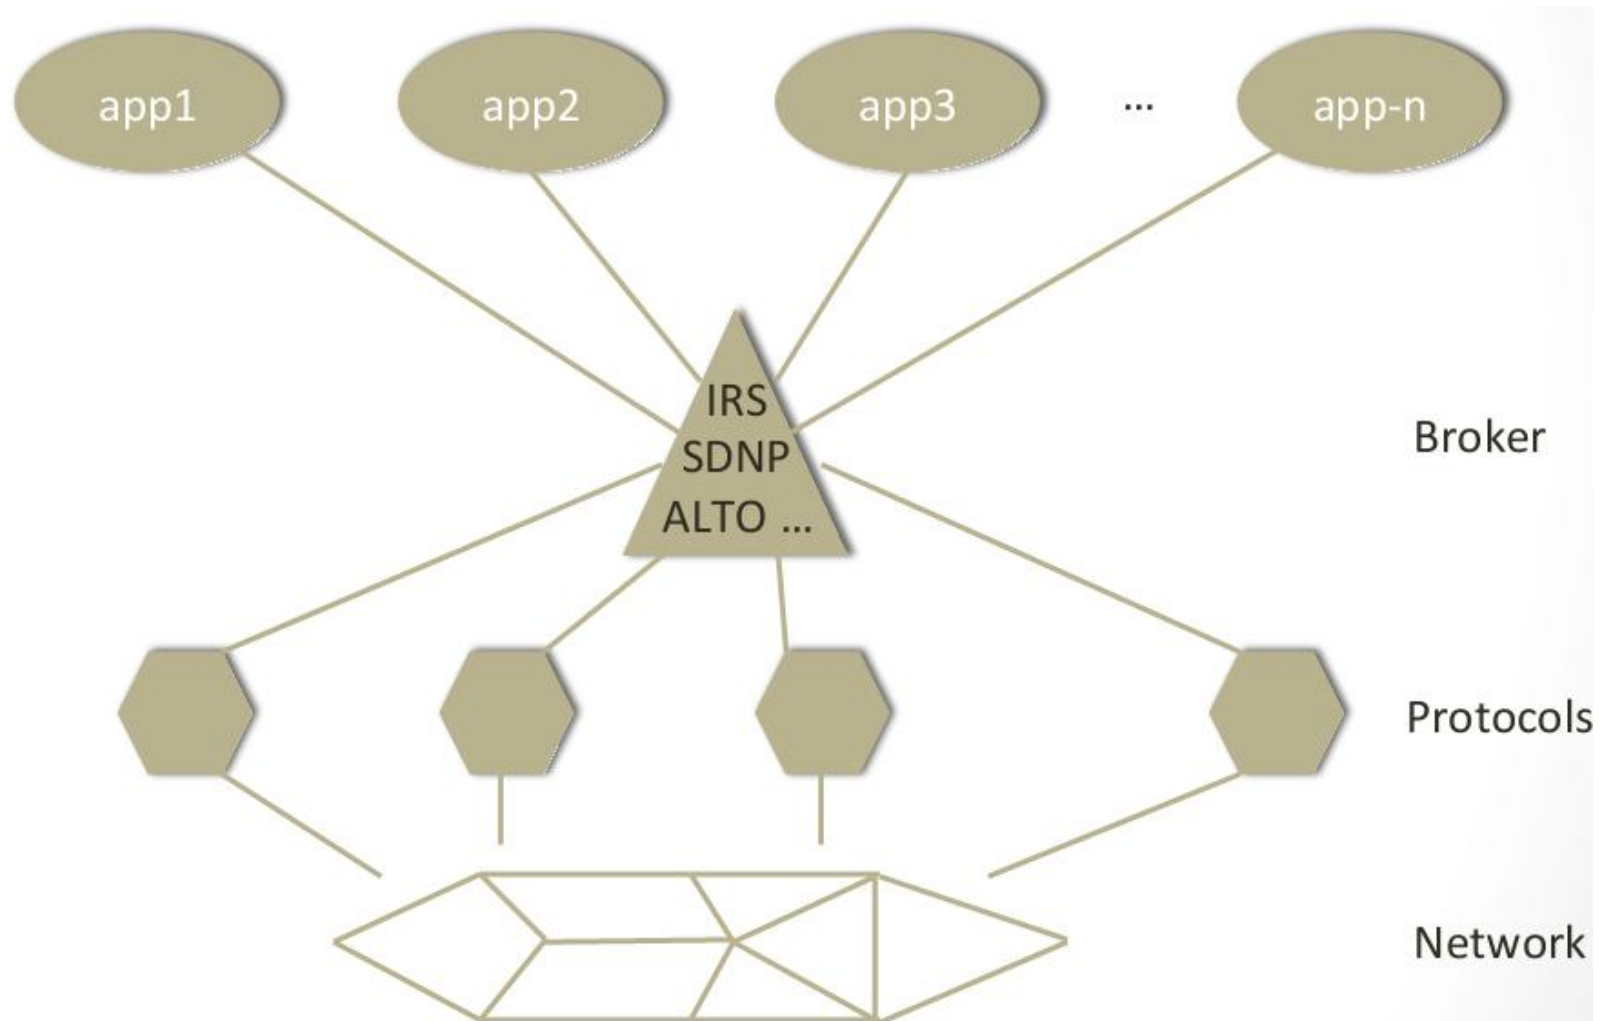 app1
app2
app3
...
app-n
IRS
SDNP
ALTO ...
Broker
Protocols
Network